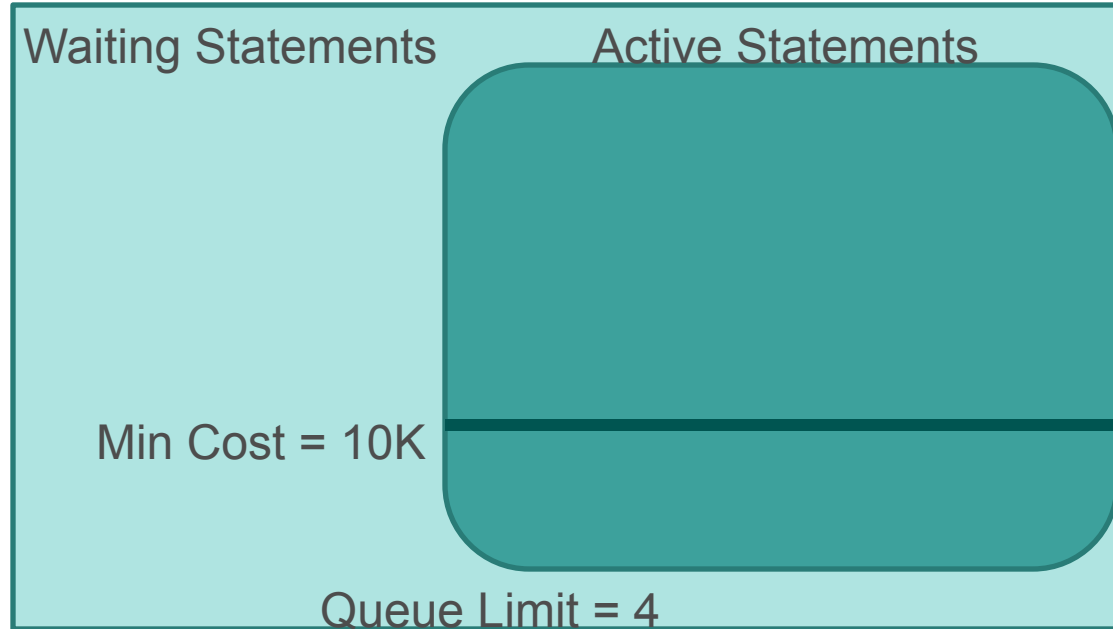 Waiting Statements
Active Statements
Min Cost = 10K
Queue Limit = 4